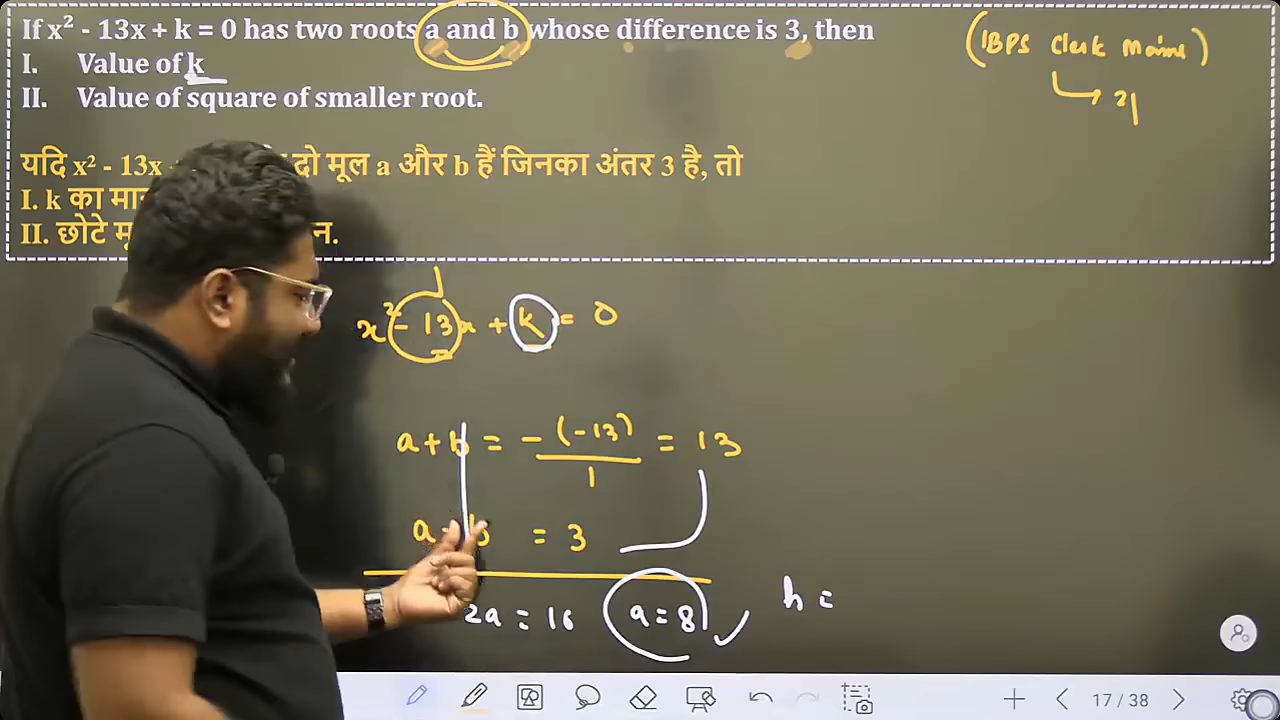 If x² - 13x + k = 0 has two roots a and b whose difference is 3, then
I. Value of k
II. Value of square of smaller root.
(IBPS Clerk Mains)
यदि x² - 13x दो मूल a और b हैं जिनका अंतर 3 है, तो
I. k का
II. छोटे
x² - 13x + k = 0
a + b = -(-13)/1 = 13
a - b = 3
2a = 16 a = 8 ✓
17 / 38